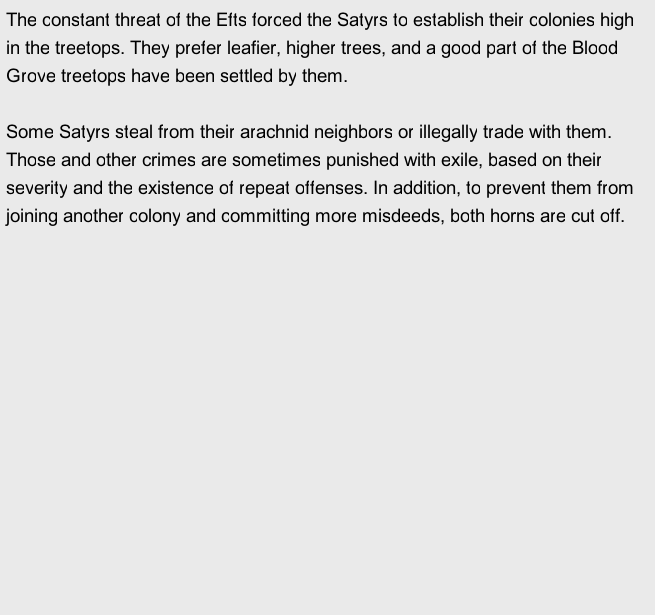 The constant threat of the Efts forced the Satyrs to establish their colonies high
in the treetops. They prefer leafier, higher trees, and a good part of the Blood
Grove treetops have been settled by them.

Some Satyrs steal from their arachnid neighbors or illegally trade with them.
Those and other crimes are sometimes punished with exile, based on their
severity and the existence of repeat offenses. In addition, to prevent them from
joining another colony and committing more misdeeds, both horns are cut off.